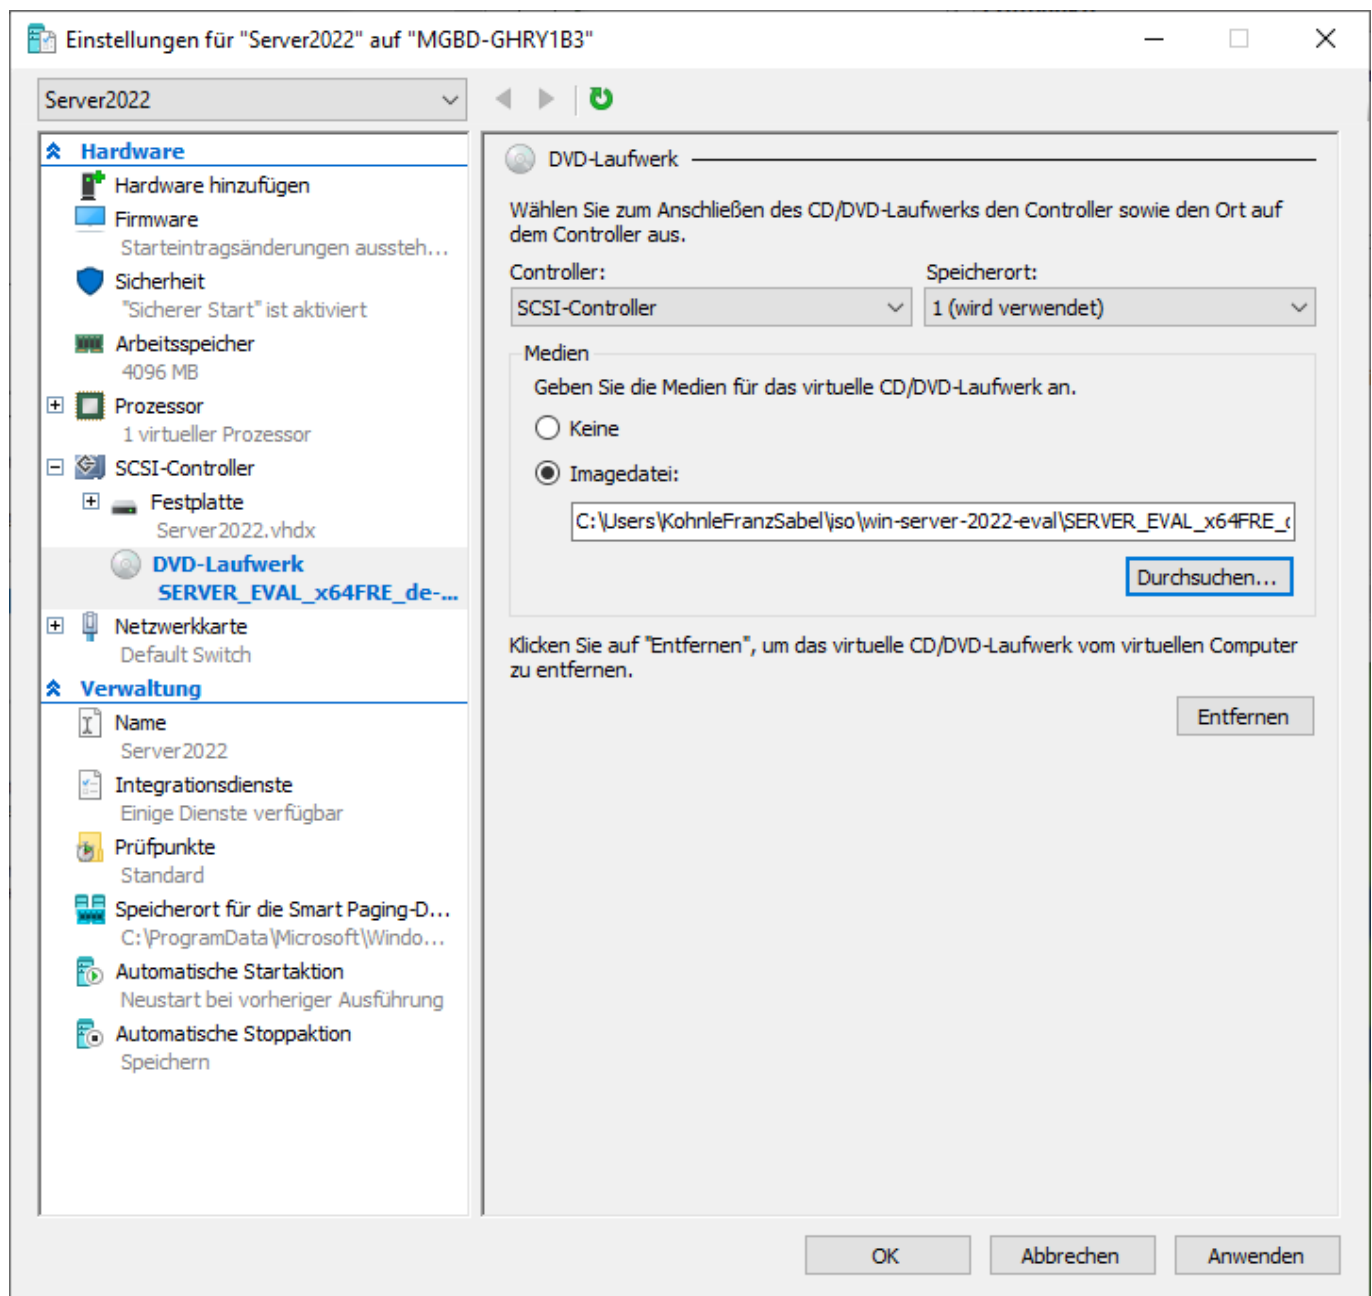 Einstellungen für "Server2022" auf "MGBD-GHRY1B3"
Server2022
Hardware
Hardware hinzufügen
Firmware
Starteintragsänderungen aussteh...
Sicherheit
"Sicherer Start" ist aktiviert
Arbeitsspeicher
4096 MB
Prozessor
1 virtueller Prozessor
SCSI-Controller
Festplatte
Server2022.vhdx
DVD-Laufwerk
SERVER_EVAL_x64FRE_de-...
Netzwerkkarte
Default Switch
Verwaltung
Name
Server2022
Integrationsdienste
Einige Dienste verfügbar
Prüfpunkte
Standard
Speicherort für die Smart Paging-D...
C:\ProgramData\Microsoft\Windo...
Automatische Startaktion
Neustart bei vorheriger Ausführung
Automatische Stoppaktion
Speichern
DVD-Laufwerk
Wählen Sie zum Anschließen des CD/DVD-Laufwerks den Controller sowie den Ort auf
dem Controller aus.
Controller:
Speicherort:
SCSI-Controller
1 (wird verwendet)
Medien
Geben Sie die Medien für das virtuelle CD/DVD-Laufwerk an.
Keine
Imagedatei:
C:\Users\KohnleFranzSabel\iso\win-server-2022-eval\SERVER_EVAL_x64FRE_
Durchsuchen...
Klicken Sie auf "Entfernen", um das virtuelle CD/DVD-Laufwerk vom virtuellen Computer
zu entfernen.
Entfernen
OK
Abbrechen
Anwenden